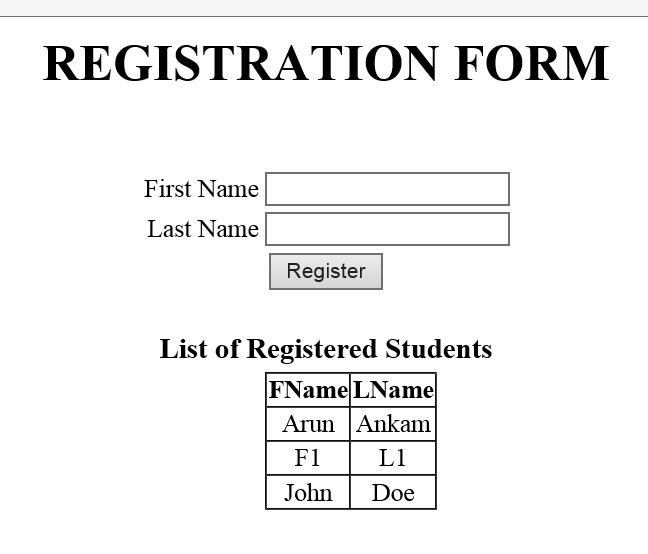 REGISTRATION FORM
First Name
Last Name
Register
List of Registered Students
FName LName
Arun Ankam
F1 L1
John Doe